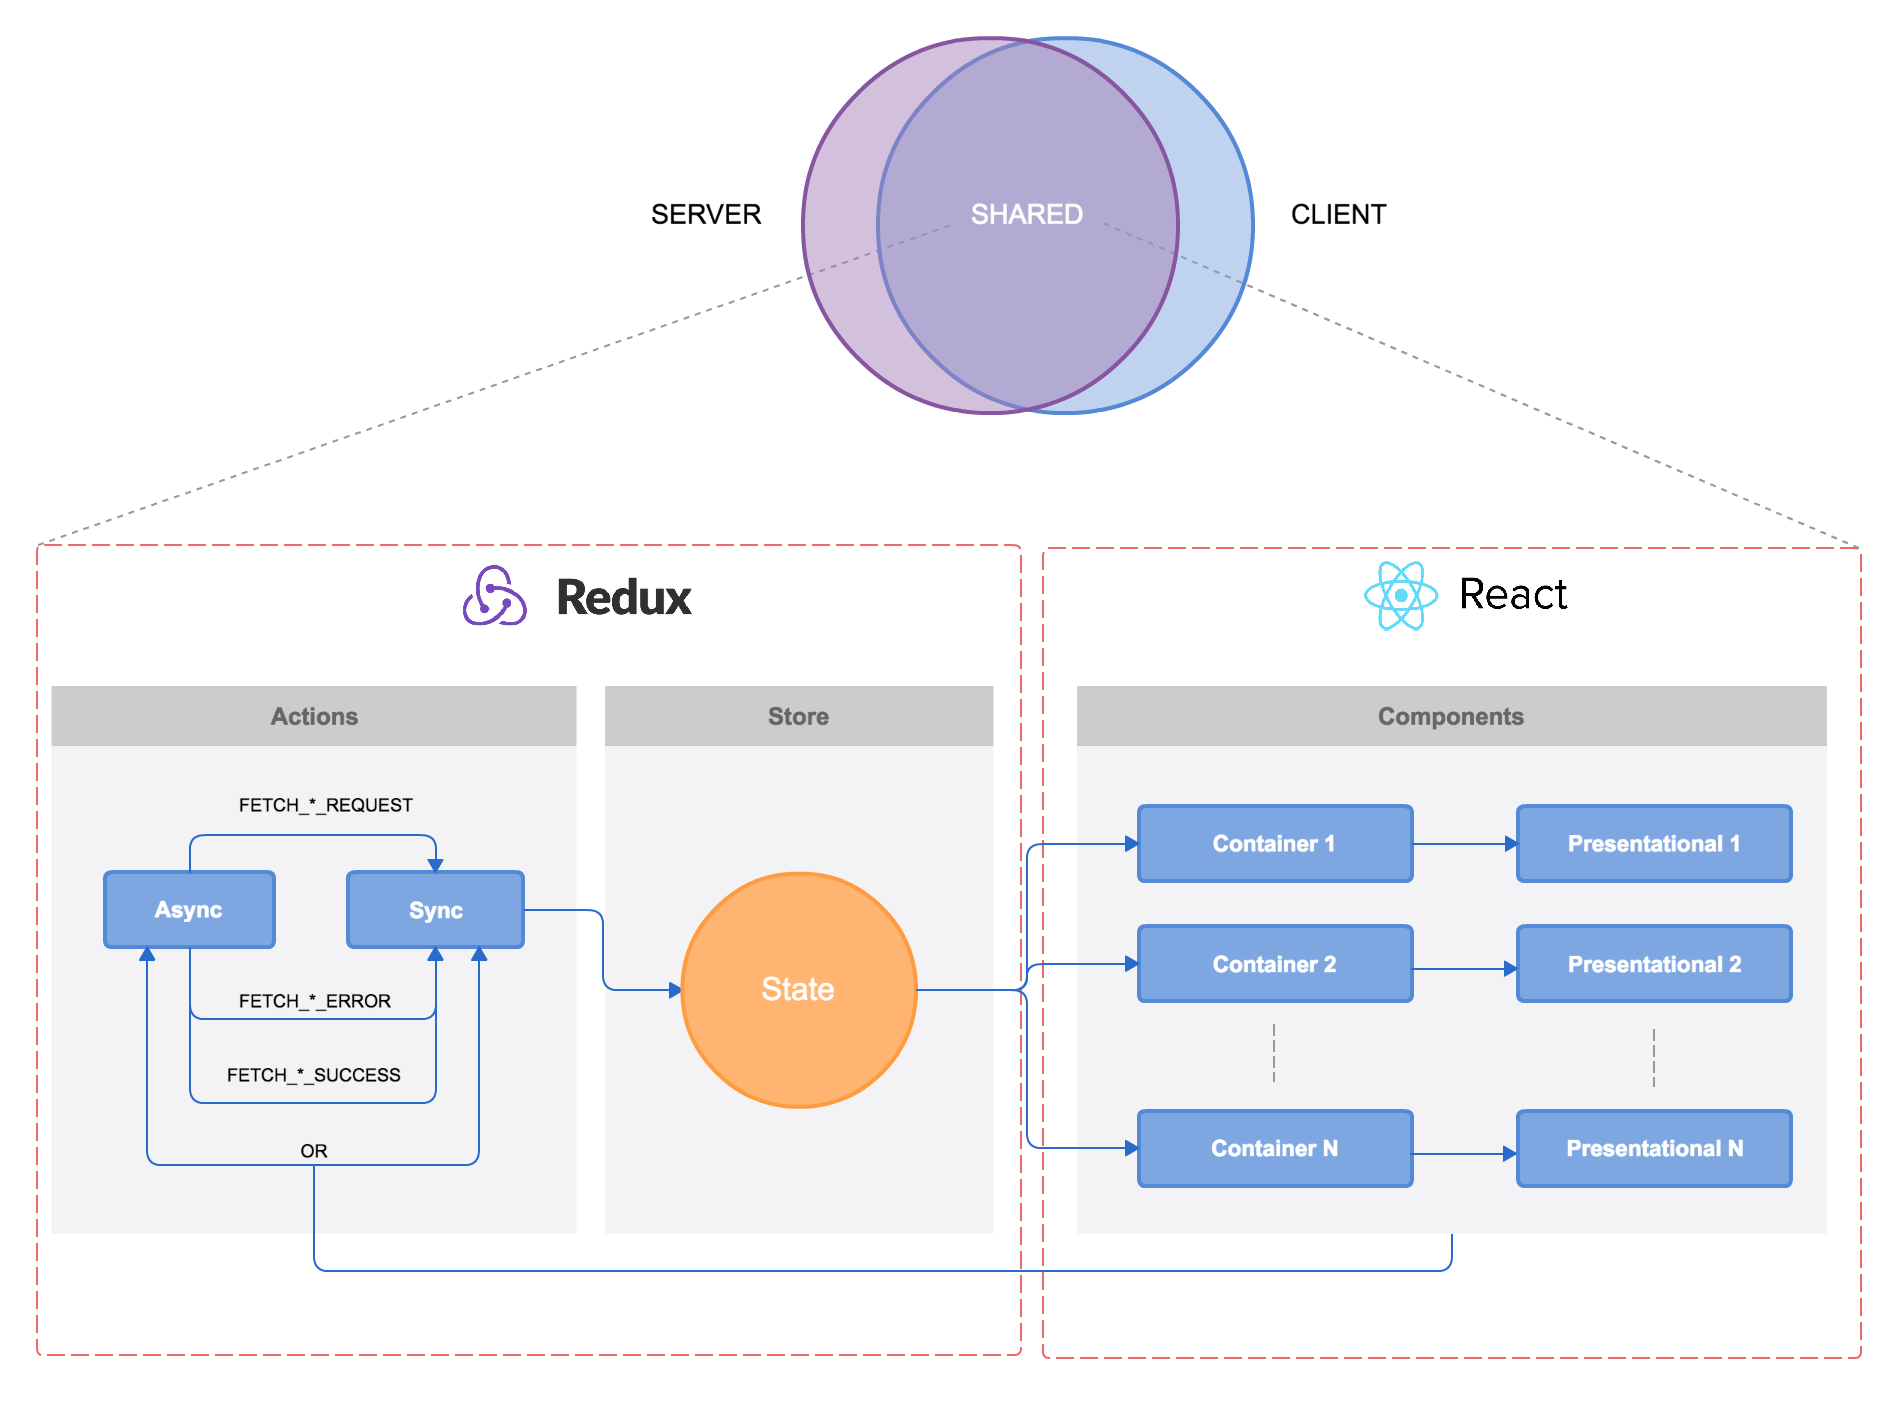 SERVER
SHARED
CLIENT
Redux
React
Actions
Store
Components
FETCH_*_REQUEST
Async
Sync
FETCH_*_ERROR
FETCH_*_SUCCESS
OR
State
Container 1
Presentational 1
Container 2
Presentational 2
Container N
Presentational N